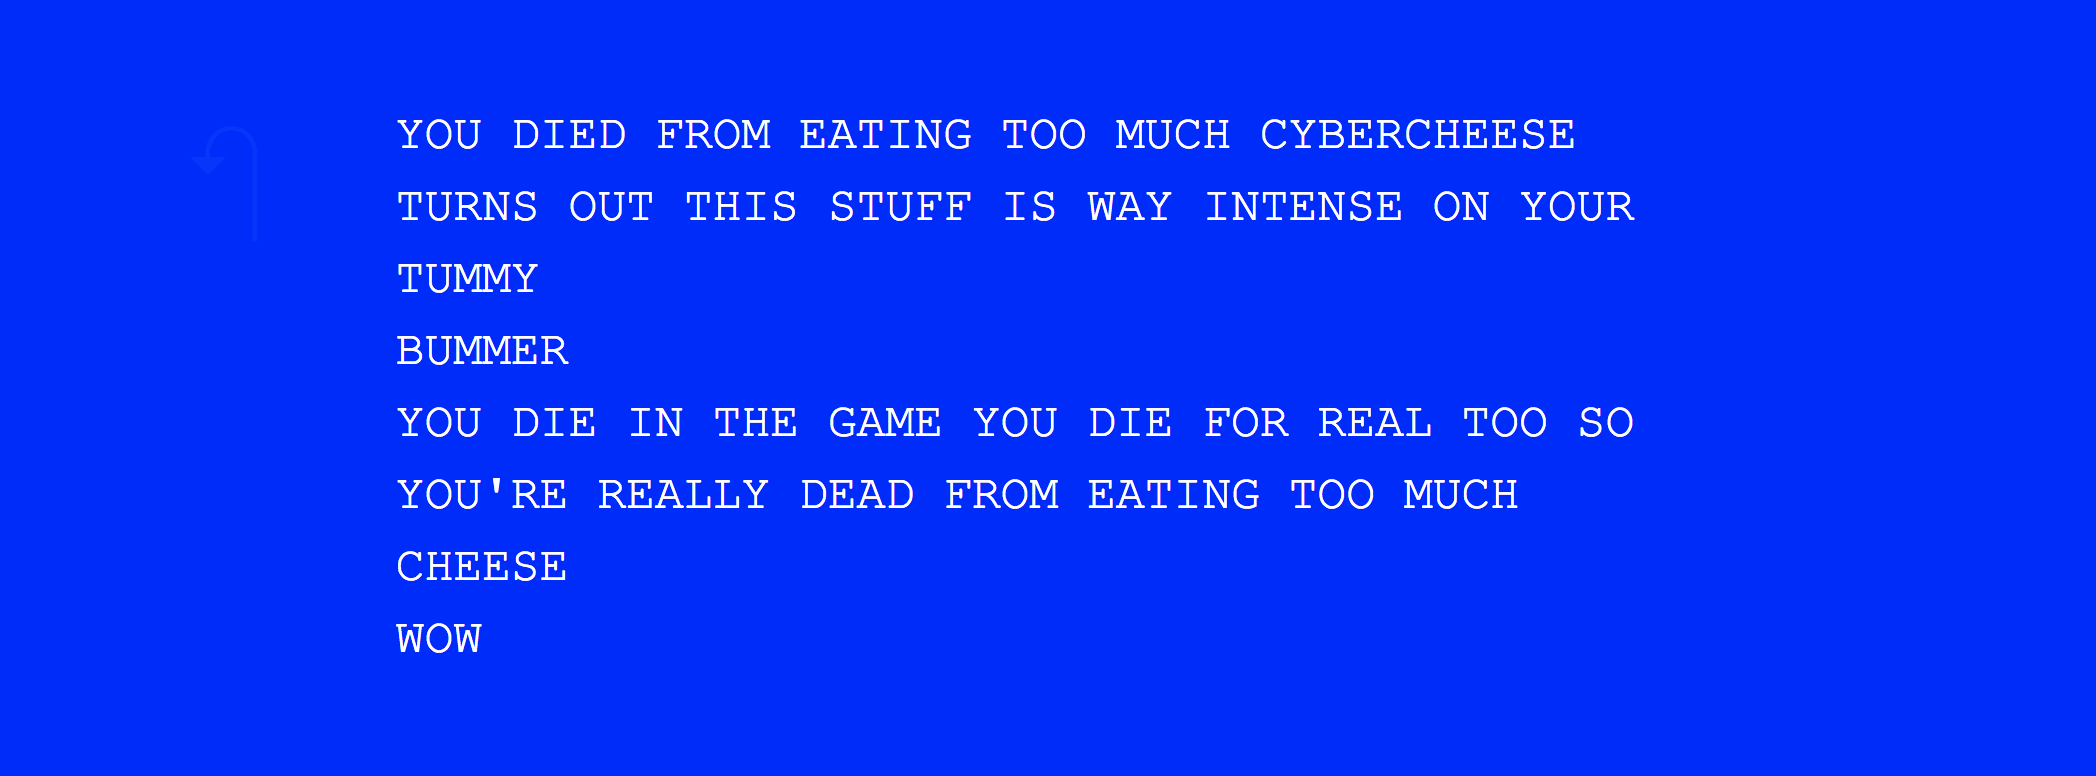 YOU DIED FROM EATING TOO MUCH CYBERCHEESE
TURNS OUT THIS STUFF IS WAY INTENSE ON YOUR
TUMMY
BUMMER
YOU DIE IN THE GAME YOU DIE FOR REAL TOO SO
YOU'RE REALLY DEAD FROM EATING TOO MUCH
CHEESE
WOW